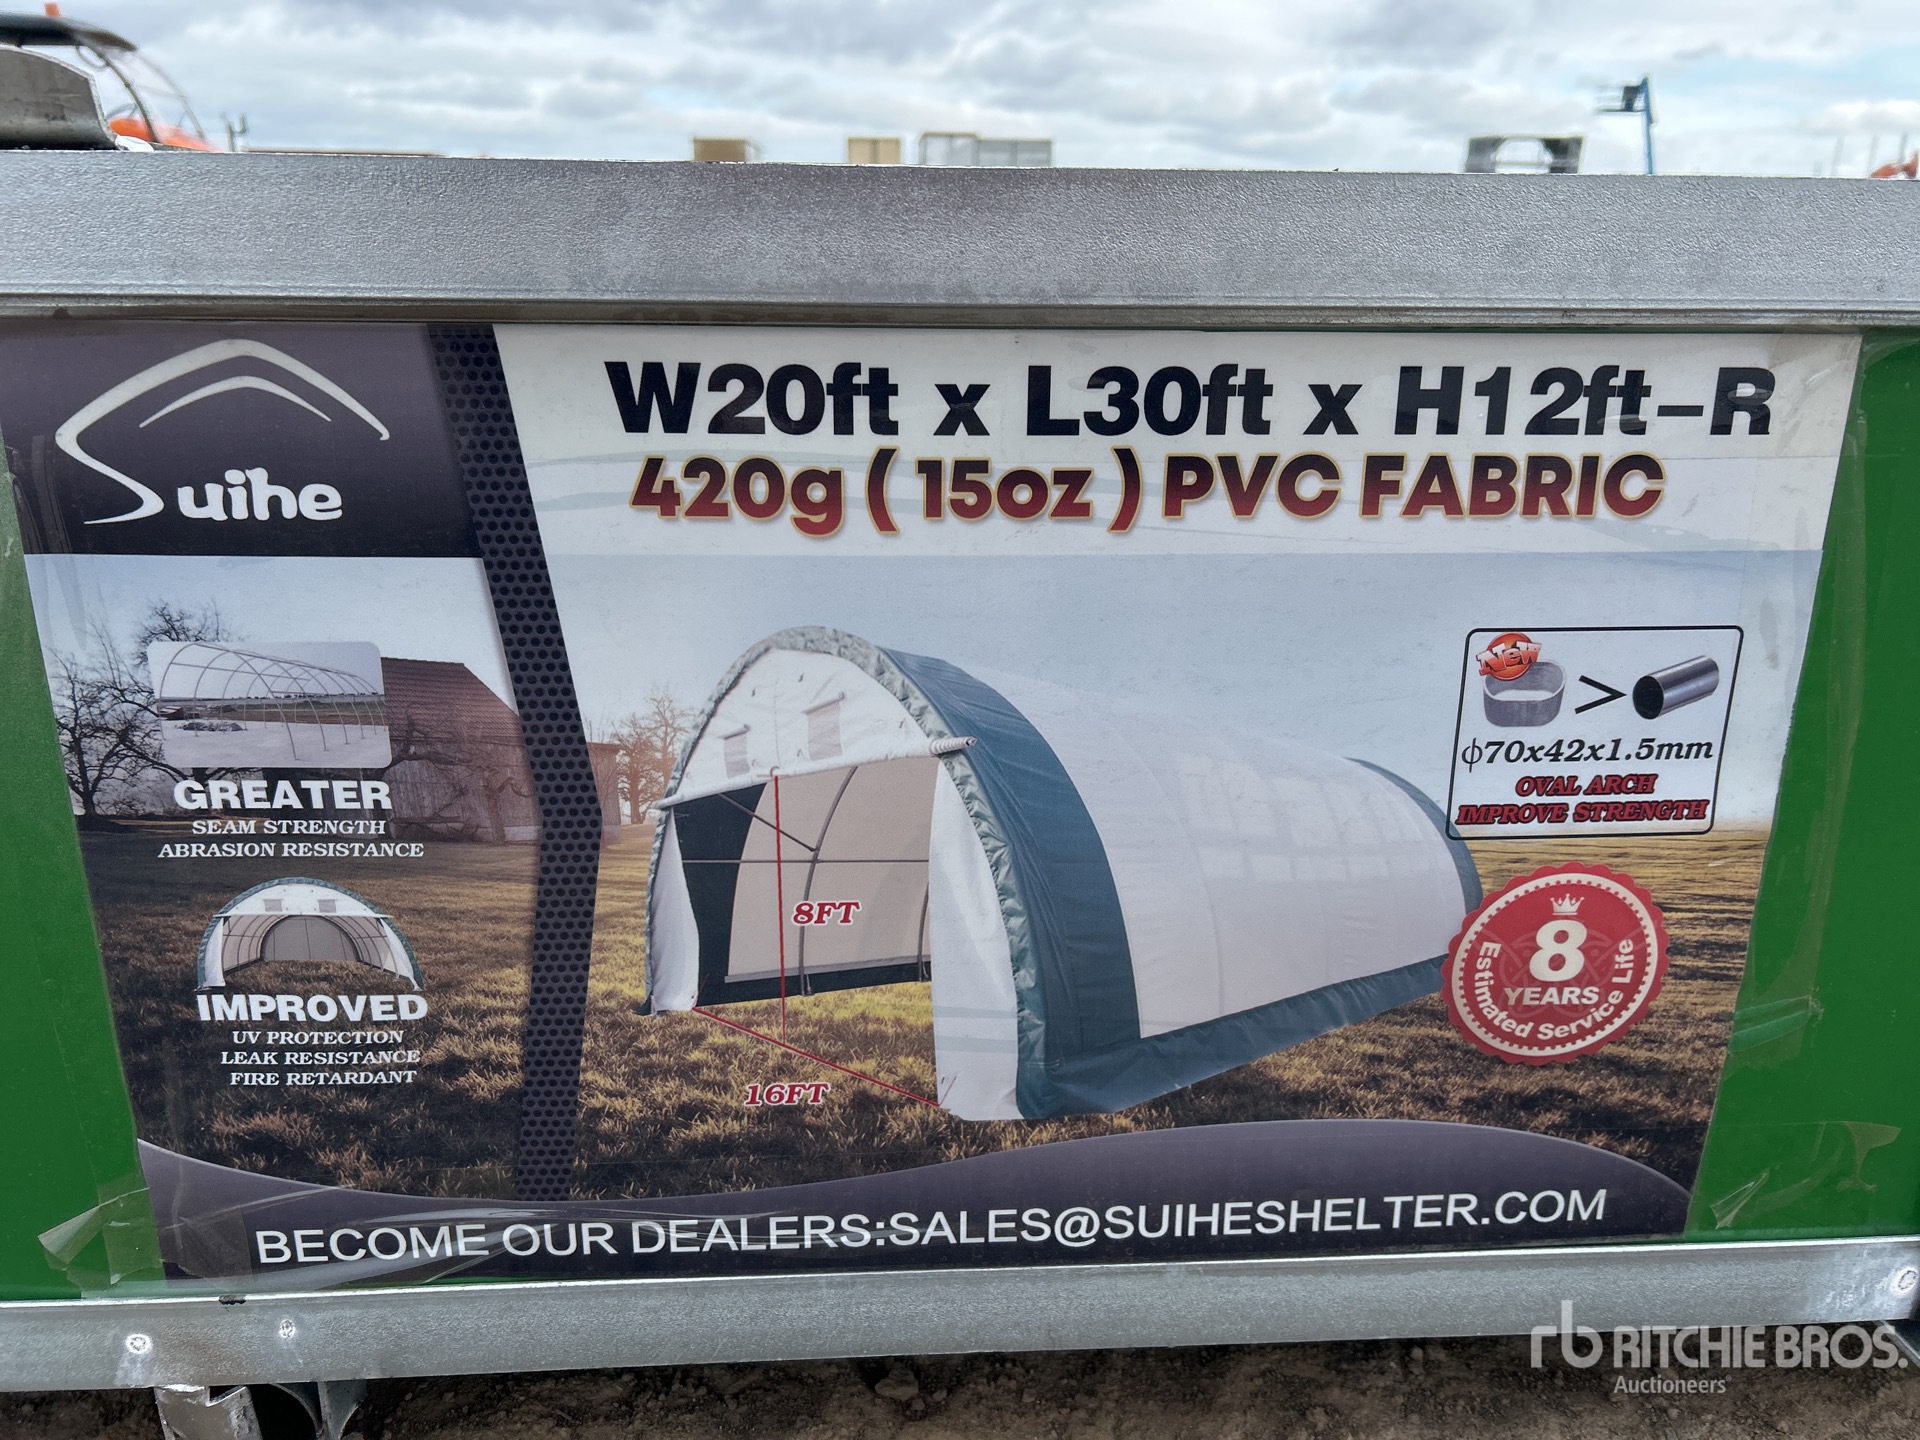 Suihe
W20ft x L30ft x H12ft-R
420g ( 15oz ) PVC FABRIC
GREATER
SEAM STRENGTH
ABRASION RESISTANCE
IMPROVED
UV PROTECTION
LEAK RESISTANCE
FIRE RETARDANT
8FT
16FT
NeW
>
ф70x42x1.5mm
OVAL ARCH
IMPROVE STRENGTH
8
YEARS
Estimated Service Life
BECOME OUR DEALERS:SALES@SUIHESHELTER.COM
rb RITCHIE BROS.
Auctioneers